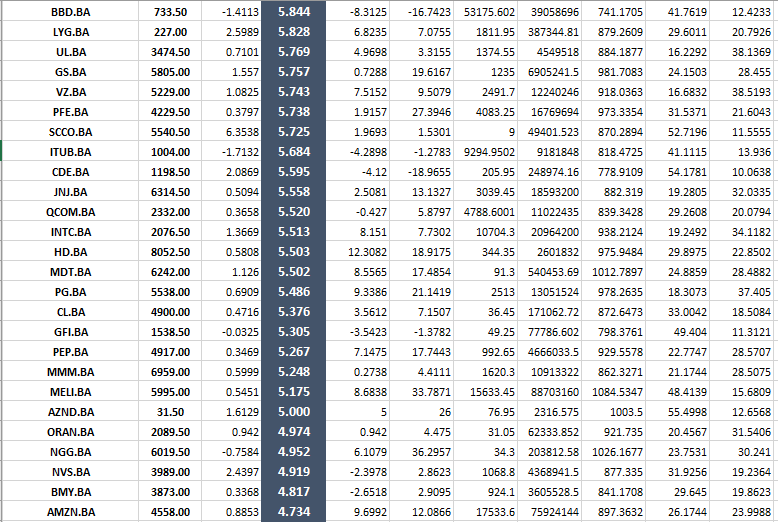 BBD.BA 733.50 -1.4113 5.844 -8.3125 -16.7423 53175.602 39058696 741.1705 41.7619 12.4233
LYG.BA 227.00 2.5989 5.828 6.8235 7.0755 1811.95 387344.81 879.2609 29.6011 20.7926
UL.BA 3474.50 0.7101 5.769 4.9698 3.3155 1374.55 4549518 884.1877 16.2292 38.1369
GS.BA 5805.00 1.557 5.757 0.7288 19.6167 1235 6905241.5 981.7083 24.1503 28.455
VZ.BA 5229.00 1.0825 5.743 7.5152 9.5079 2491.7 12240246 918.0363 16.6832 38.5193
PFE.BA 4229.50 0.3797 5.738 1.9157 27.3946 4083.25 16769694 973.3354 31.5371 21.6043
SCCO.BA 5540.50 6.3538 5.725 1.9693 1.5301 9 49401.523 870.2894 52.7196 11.5555
ITUB.BA 1004.00 -1.7132 5.684 -4.2898 -1.2783 9294.9502 9181848 818.4725 41.1115 13.936
CDE.BA 1198.50 2.0869 5.595 -4.12 -18.9655 205.95 248974.16 778.9109 54.1781 10.0638
JNJ.BA 6314.50 0.5094 5.558 2.5081 13.1327 3039.45 18593200 882.319 19.2805 32.0335
QCOM.BA 2332.00 0.3658 5.520 -0.427 5.8797 4788.6001 11022435 839.3428 29.2608 20.0794
INTC.BA 2076.50 1.3669 5.513 8.151 7.7302 10704.3 20964200 938.2124 19.2492 34.1182
HD.BA 8052.50 0.5808 5.503 12.3082 18.9175 344.35 2601832 975.9484 29.8975 22.8502
MDT.BA 6242.00 1.126 5.502 8.5565 17.4854 91.3 540453.69 1012.7897 24.8859 28.4882
PG.BA 5538.00 0.6909 5.486 9.3386 21.1419 2513 13051524 978.2635 18.3073 37.405
CL.BA 4900.00 0.4716 5.376 3.5612 7.1507 36.45 171062.72 872.6473 33.0042 18.5084
GFI.BA 1538.50 -0.0325 5.305 -3.5423 -1.3782 49.25 77786.602 798.3761 49.404 11.3121
PEP.BA 4917.00 0.3469 5.267 7.1475 17.7443 992.65 4666033.5 929.5578 22.7747 28.5707
MMM.BA 6959.00 0.5999 5.248 0.2738 4.4111 1620.3 10913322 862.3271 21.1744 28.5075
MELI.BA 5995.00 0.5451 5.175 8.6838 33.7871 15633.45 88703160 1084.5347 48.4139 15.6809
AZND.BA 31.50 1.6129 5.000 5 26 76.95 2316.575 1003.5 55.4998 12.6568
ORAN.BA 2089.50 0.942 4.974 0.942 4.475 31.05 62333.852 921.735 20.4567 31.5406
NGG.BA 6019.50 -0.7584 4.952 6.1079 36.2957 34.3 203812.58 1026.1677 23.7531 30.241
NVS.BA 3989.00 2.4397 4.919 -2.3978 2.8623 1068.8 4368941.5 877.335 31.9256 19.2364
BMY.BA 3873.00 0.3368 4.817 -2.6518 2.9095 924.1 3605528.5 841.1708 29.645 19.8623
AMZN.BA 4558.00 0.8853 4.734 9.6992 12.0866 17533.6 75924144 897.3632 26.1744 23.9988